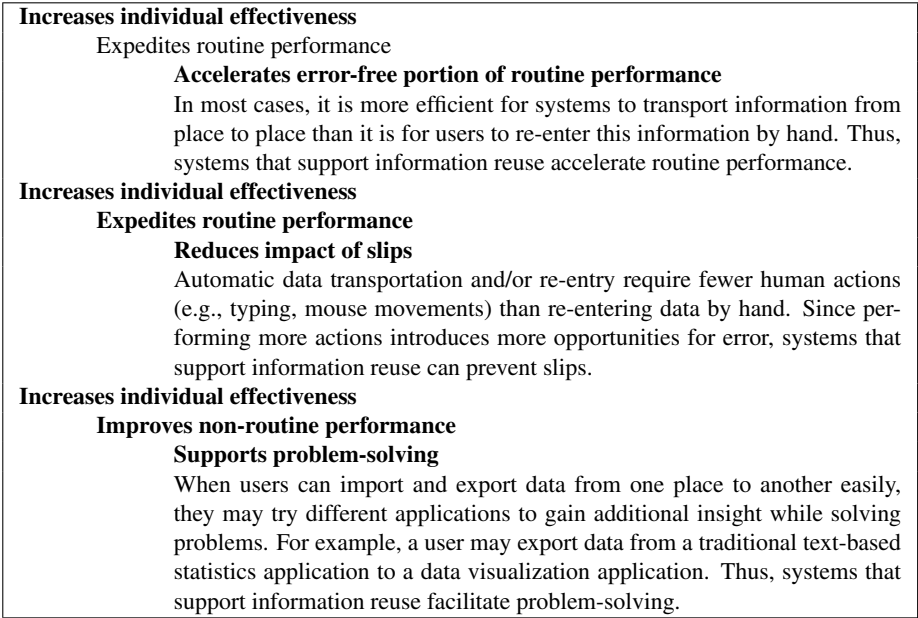 Increases individual effectiveness
Expedites routine performance
Accelerates error-free portion of routine performance
In most cases, it is more efficient for systems to transport information from
place to place than it is for users to re-enter this information by hand. Thus,
systems that support information reuse accelerate routine performance.
Increases individual effectiveness
Expedites routine performance
Reduces impact of slips
Automatic data transportation and/or re-entry require fewer human actions
(e.g., typing, mouse movements) than re-entering data by hand. Since per-
forming more actions introduces more opportunities for error, systems that
support information reuse can prevent slips.
Increases individual effectiveness
Improves non-routine performance
Supports problem-solving
When users can import and export data from one place to another easily,
they may try different applications to gain additional insight while solving
problems. For example, a user may export data from a traditional text-based
statistics application to a data visualization application. Thus, systems that
support information reuse facilitate problem-solving.